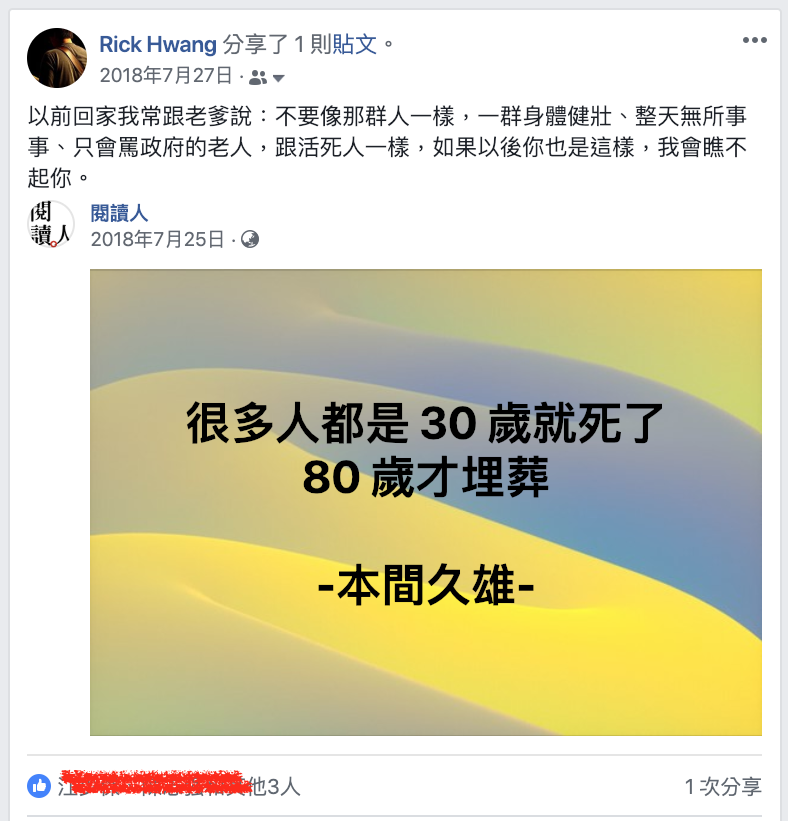 Rick Hwang 分享了 1 則貼文。
2018年7月27日 ·
以前回家我常跟老爹說：不要像那群人一樣，一群身體健壯、整天無所事
事、只會罵政府的老人，跟活死人一樣，如果以後你也是這樣，我會瞧不
起你。
閱讀人
閱讀人
2018年7月25日 ·
很多人都是 30 歲就死了
80 歲才埋葬
-本間久雄-
他3人
1 次分享